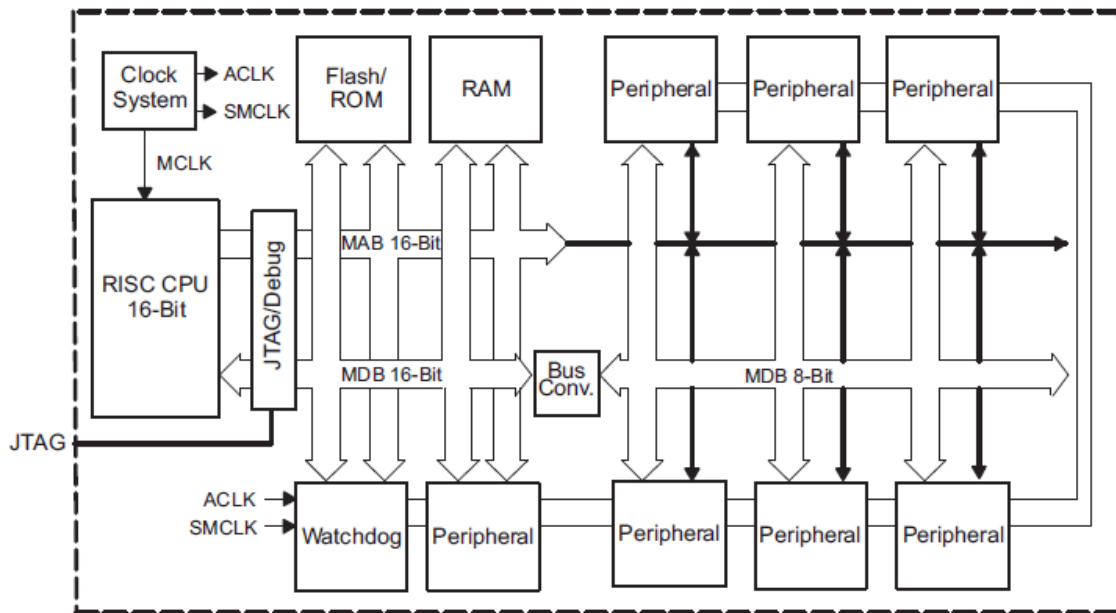 Clock
System
ACLK
SMCLK
MCLK
Flash/
ROM
RAM
Peripheral
Peripheral
Peripheral
RISC CPU
16-Bit
JTAG/Debug
MAB 16-Bit
MDB 16-Bit
Bus
Conv.
MDB 8-Bit
JTAG
ACLK
SMCLK
Watchdog
Peripheral
Peripheral
Peripheral
Peripheral